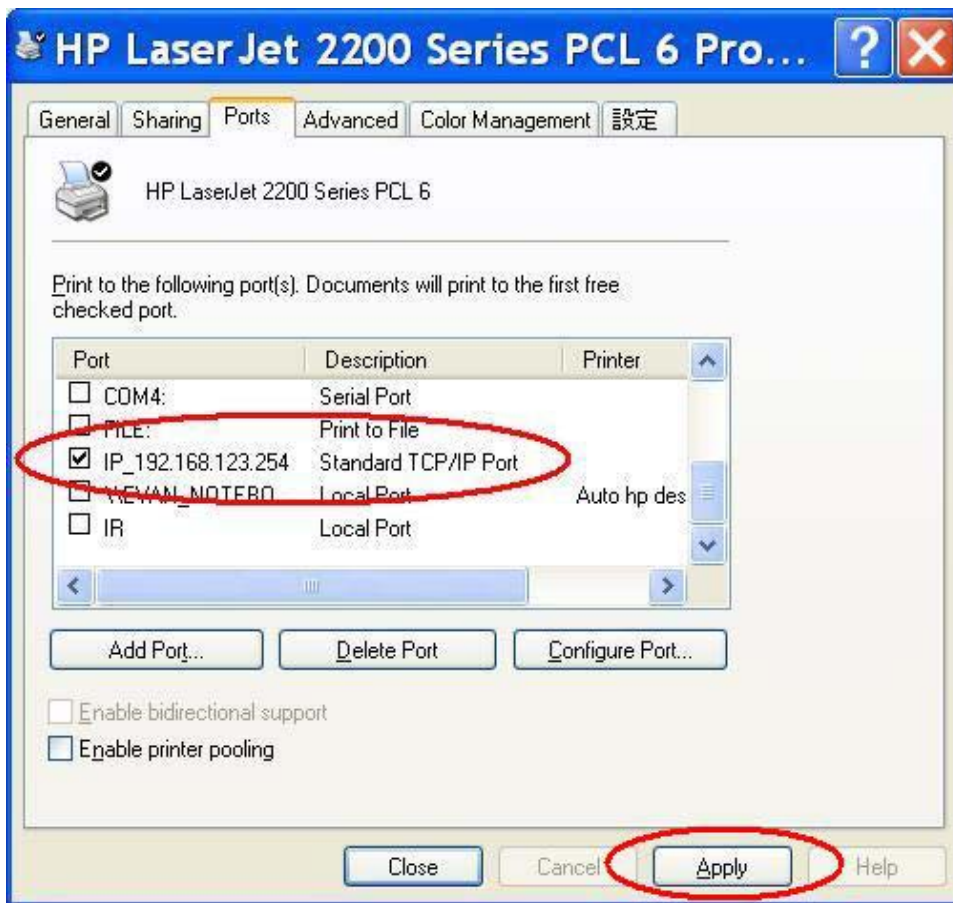 HP LaserJet 2200 Series PCL 6 Pro...
General Sharing Ports Advanced Color Management 設定
HP LaserJet 2200 Series PCL 6
Print to the following port(s). Documents will print to the first free
checked port.
Port Description Printer
COM4: Serial Port
FILE: Print to File
IP_192.168.123.254 Standard TCP/IP Port
\\EVAN_NOTEBO... Local Port Auto hp des
IR Local Port
Add Port... Delete Port Configure Port...
Enable bidirectional support
Enable printer pooling
Close Cancel Apply Help